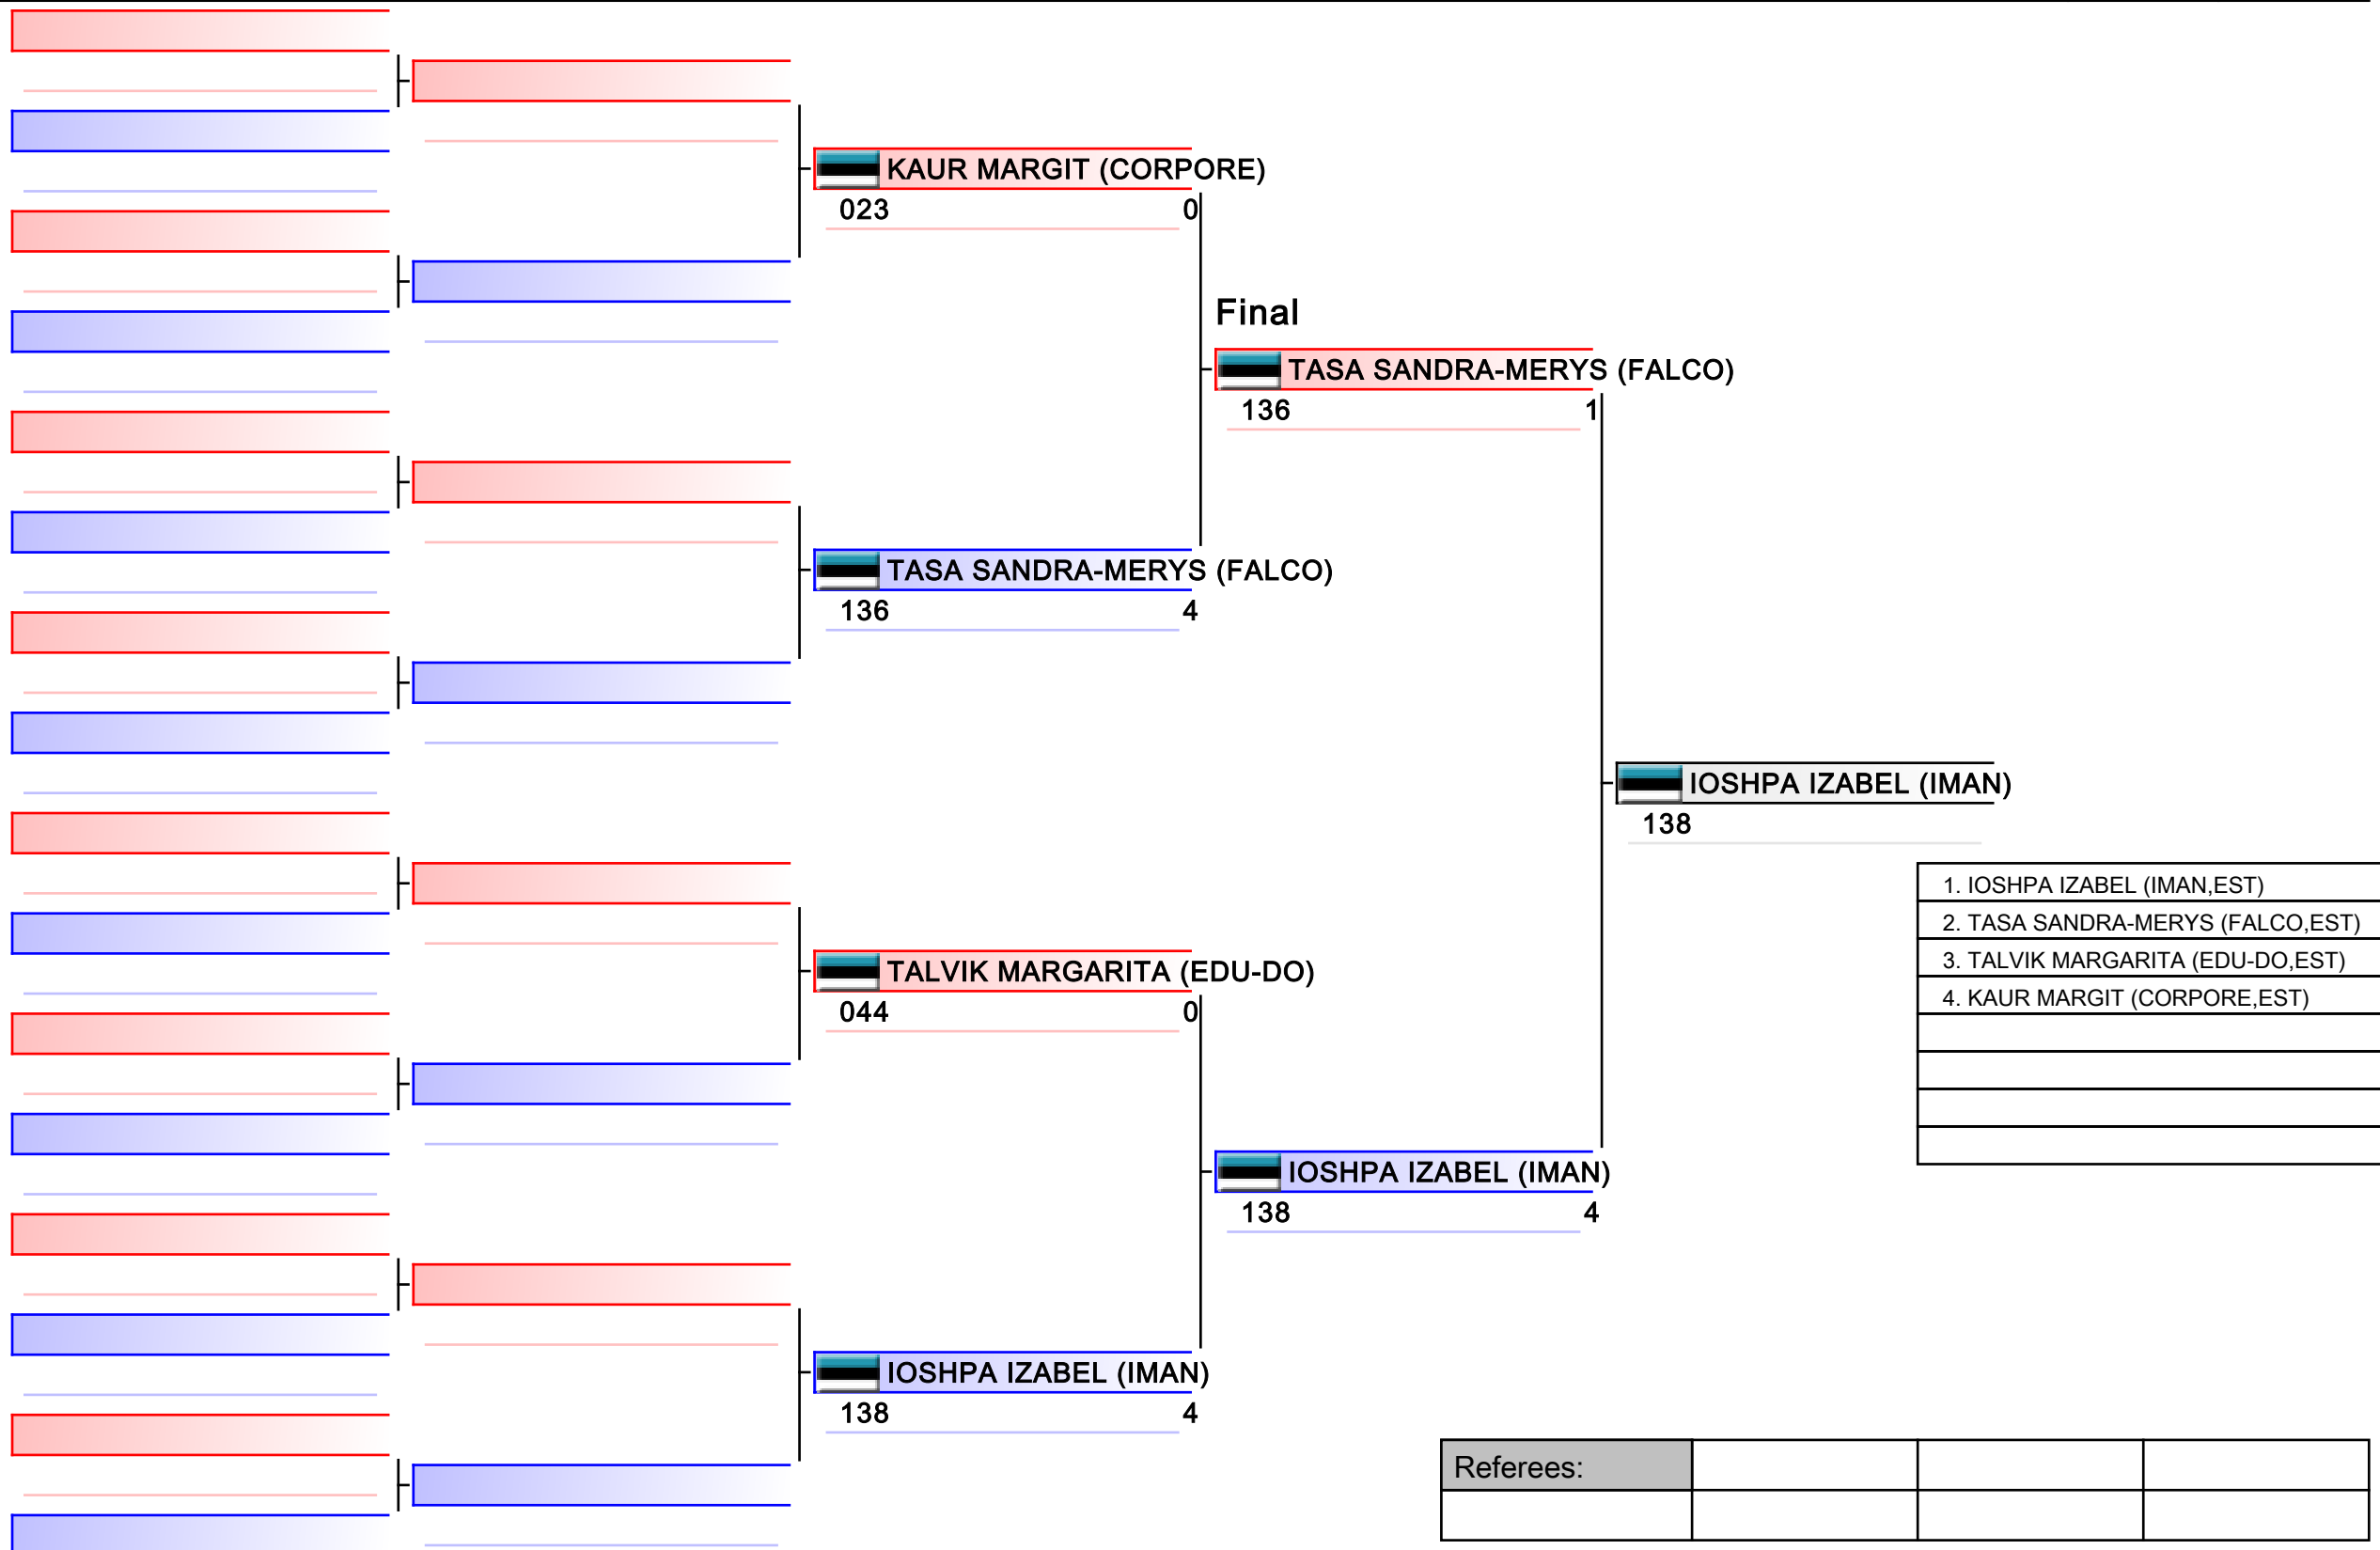 KAUR MARGIT (CORPORE)
023 0
Final
TASA SANDRA-MERYS (FALCO)
136 1
TASA SANDRA-MERYS (FALCO)
136 4
IOSHPA IZABEL (IMAN)
138
1. IOSHPA IZABEL (IMAN,EST)
2. TASA SANDRA-MERYS (FALCO,EST)
3. TALVIK MARGARITA (EDU-DO,EST)
4. KAUR MARGIT (CORPORE,EST)
TALVIK MARGARITA (EDU-DO)
044 0
IOSHPA IZABEL (IMAN)
138 4
IOSHPA IZABEL (IMAN)
138 4
Referees: